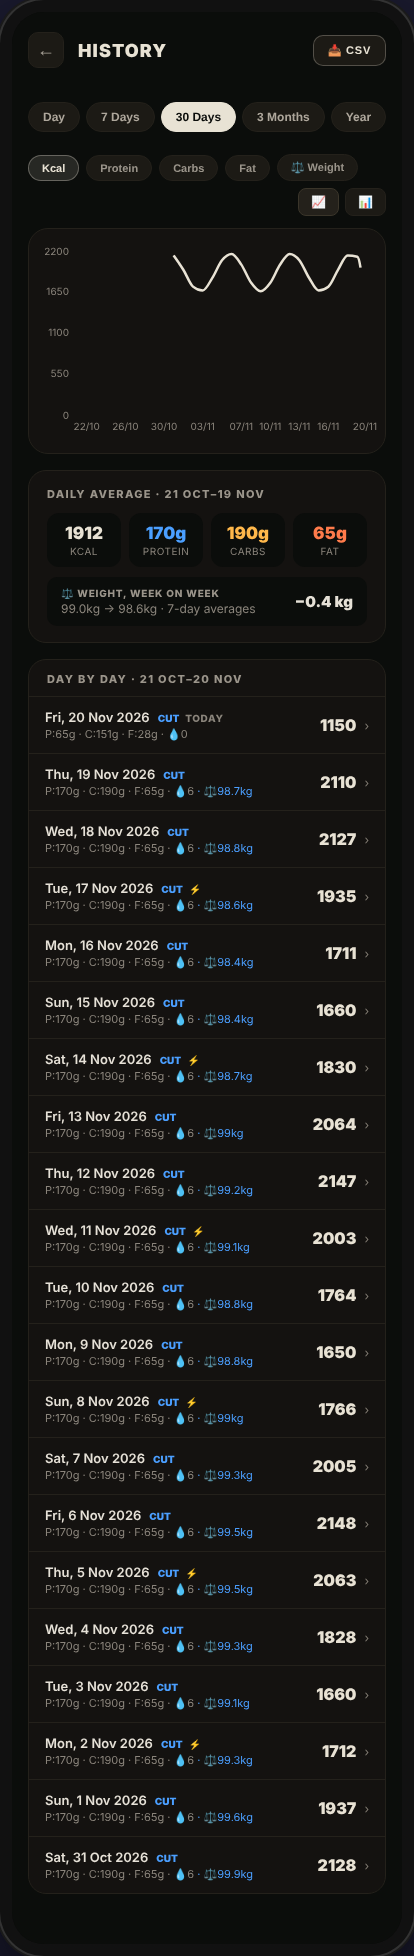 ← HISTORY 📥 CSV
Day 7 Days 30 Days 3 Months Year
Kcal Protein Carbs Fat ⚖️ Weight
📈 📊
2200
1650
1100
550
0
22/10 26/10 30/10 03/11 07/11 10/11 13/11 16/11 20/11
DAILY AVERAGE · 21 OCT–19 NOV
1912 170g 190g 65g
KCAL PROTEIN CARBS FAT
⚖️ WEIGHT, WEEK ON WEEK
99.0kg → 98.6kg · 7-day averages
−0.4 kg
DAY BY DAY · 21 OCT–20 NOV
Fri, 20 Nov 2026 CUT TODAY
P:65g · C:151g · F:28g · 💧0
1150 ›
Thu, 19 Nov 2026 CUT
P:170g · C:190g · F:65g · 💧6 · ⚖️98.7kg
2110 ›
Wed, 18 Nov 2026 CUT
P:170g · C:190g · F:65g · 💧6 · ⚖️98.8kg
2127 ›
Tue, 17 Nov 2026 CUT ⚡
P:170g · C:190g · F:65g · 💧6 · ⚖️98.6kg
1935 ›
Mon, 16 Nov 2026 CUT
P:170g · C:190g · F:65g · 💧6 · ⚖️98.4kg
1711 ›
Sun, 15 Nov 2026 CUT
P:170g · C:190g · F:65g · 💧6 · ⚖️98.4kg
1660 ›
Sat, 14 Nov 2026 CUT ⚡
P:170g · C:190g · F:65g · 💧6 · ⚖️98.7kg
1830 ›
Fri, 13 Nov 2026 CUT
P:170g · C:190g · F:65g · 💧6 · ⚖️99kg
2064 ›
Thu, 12 Nov 2026 CUT
P:170g · C:190g · F:65g · 💧6 · ⚖️99.2kg
2147 ›
Wed, 11 Nov 2026 CUT ⚡
P:170g · C:190g · F:65g · 💧6 · ⚖️99.1kg
2003 ›
Tue, 10 Nov 2026 CUT
P:170g · C:190g · F:65g · 💧6 · ⚖️98.8kg
1764 ›
Mon, 9 Nov 2026 CUT
P:170g · C:190g · F:65g · 💧6 · ⚖️98.8kg
1650 ›
Sun, 8 Nov 2026 CUT ⚡
P:170g · C:190g · F:65g · 💧6 · ⚖️99kg
1766 ›
Sat, 7 Nov 2026 CUT
P:170g · C:190g · F:65g · 💧6 · ⚖️99.3kg
2005 ›
Fri, 6 Nov 2026 CUT
P:170g · C:190g · F:65g · 💧6 · ⚖️99.5kg
2148 ›
Thu, 5 Nov 2026 CUT ⚡
P:170g · C:190g · F:65g · 💧6 · ⚖️99.5kg
2063 ›
Wed, 4 Nov 2026 CUT
P:170g · C:190g · F:65g · 💧6 · ⚖️99.3kg
1828 ›
Tue, 3 Nov 2026 CUT
P:170g · C:190g · F:65g · 💧6 · ⚖️99.1kg
1660 ›
Mon, 2 Nov 2026 CUT ⚡
P:170g · C:190g · F:65g · 💧6 · ⚖️99.3kg
1712 ›
Sun, 1 Nov 2026 CUT
P:170g · C:190g · F:65g · 💧6 · ⚖️99.6kg
1937 ›
Sat, 31 Oct 2026 CUT
P:170g · C:190g · F:65g · 💧6 · ⚖️99.9kg
2128 ›